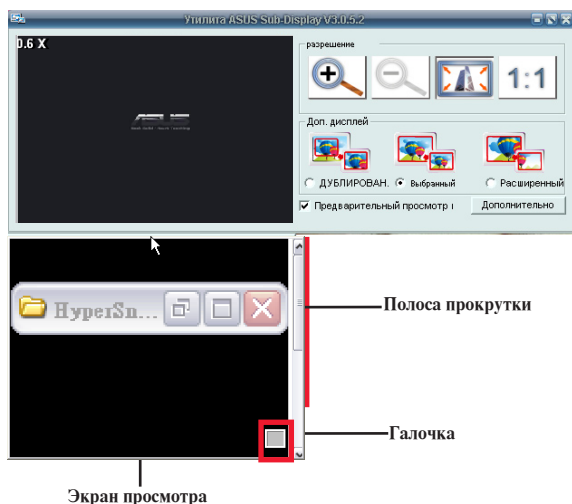 Утилита ASUS Sub-Display V3.0.5.2
0.6 X
разрешение
ASUS
1:1
Доп. дисплей
ДУБЛИРОВАН.
Выбранный
Расширенный
Предварительный просмотр
Дополнительно
HyperSn...
Полоса прокрутки
Галочка
Экран просмотра